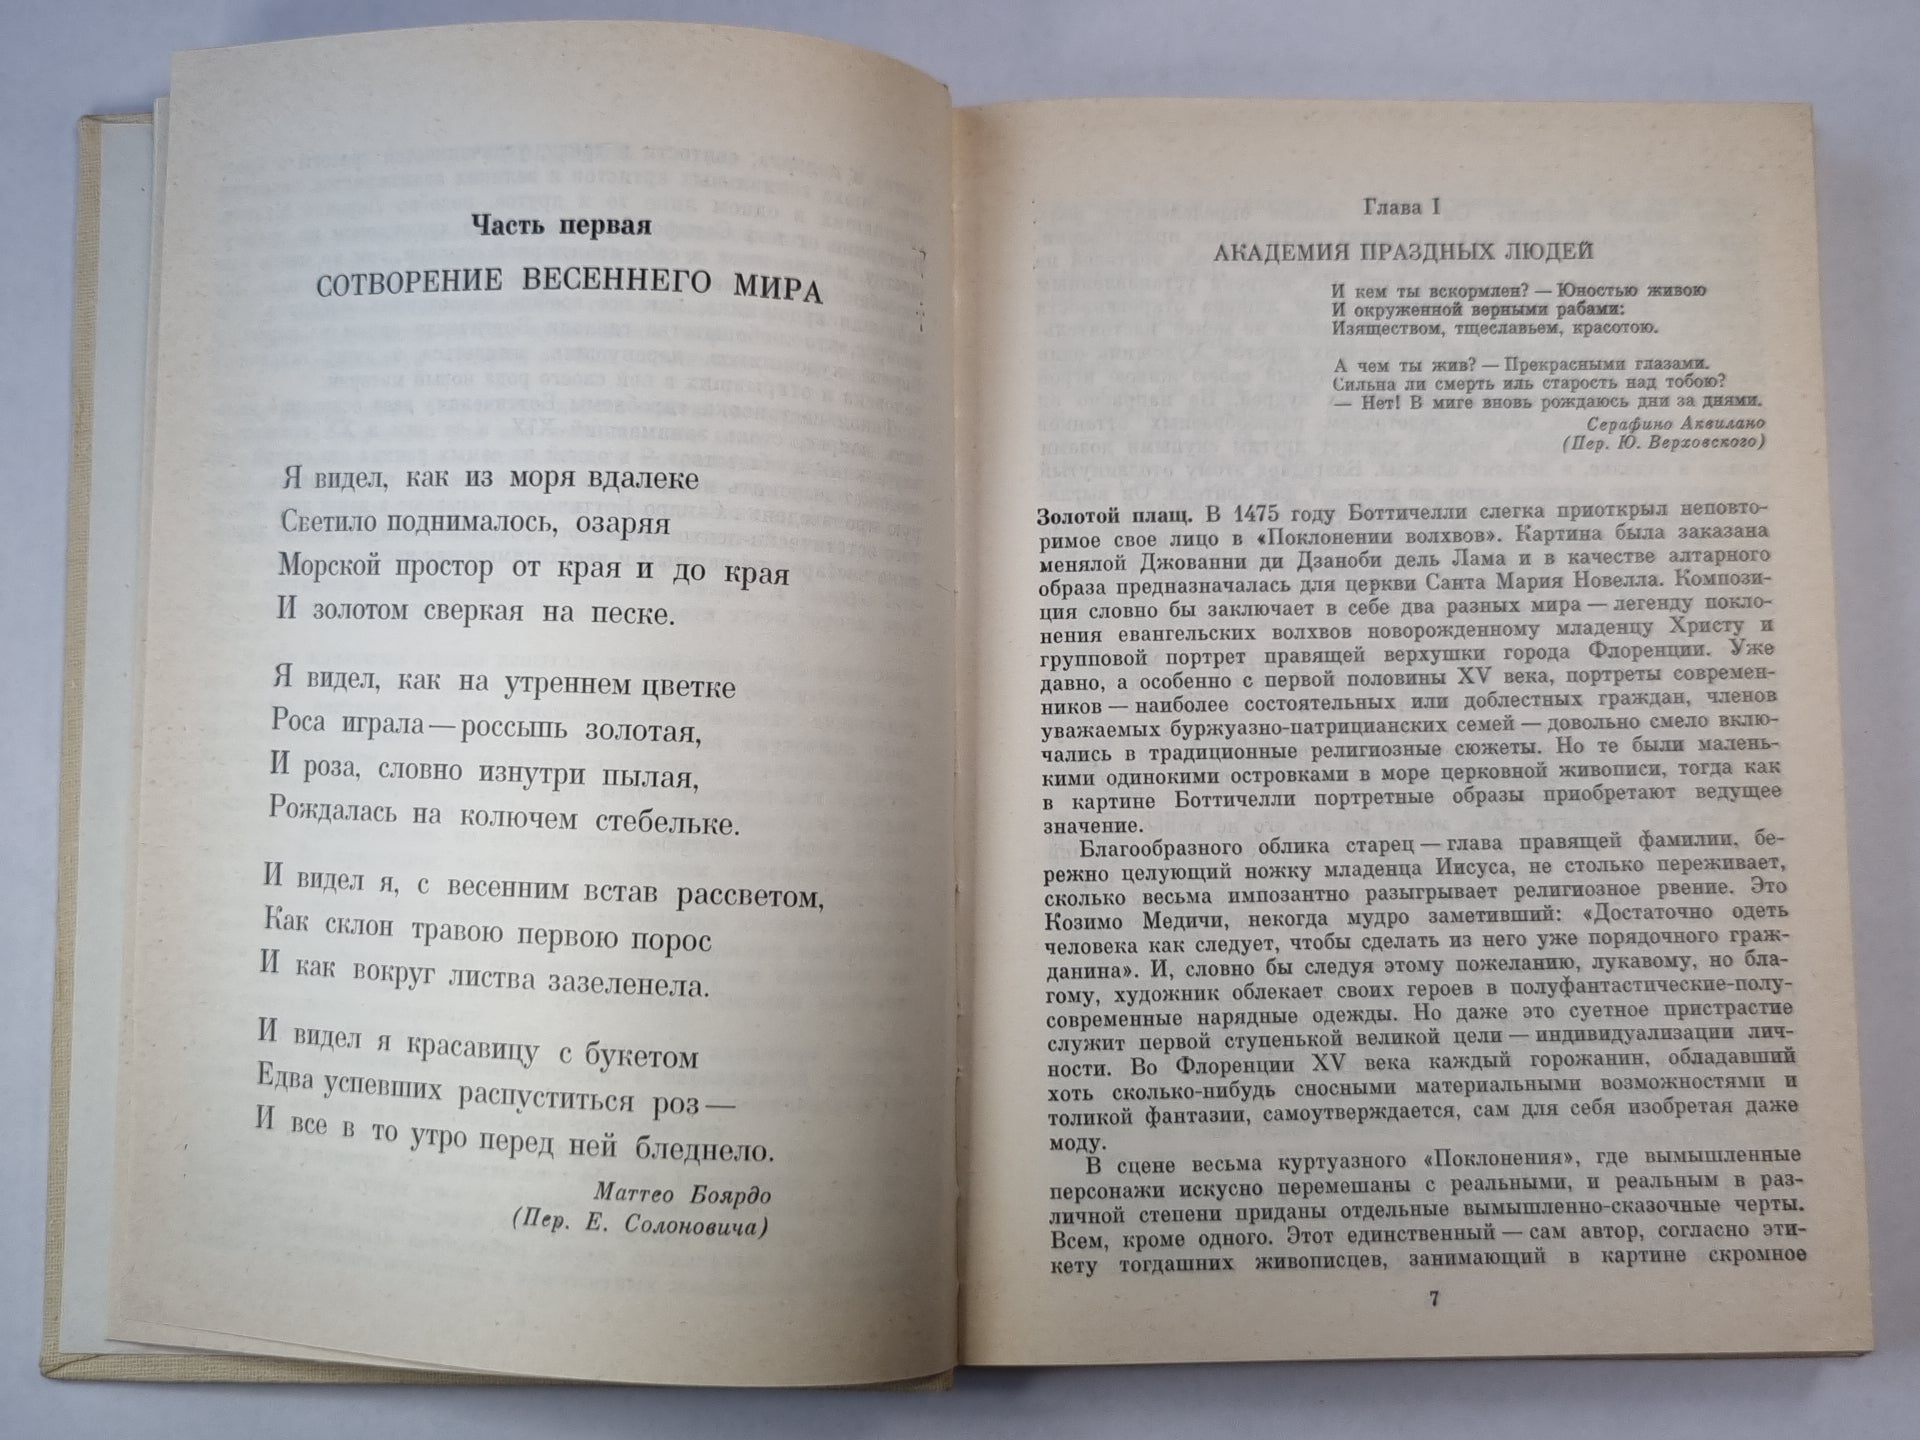 Часть первая
СОТВОРЕНИЕ ВЕСЕННЕГО МИРА
Я видел, как из моря вдалеке
Светило поднималось, озаряя
Морской простор от края и до края
И золотом сверкая на песке.
Я видел, как на утреннем цветке
Роса играла — россыпь золотая,
И роза, словно изнутри пылая,
Рождалась на колючем стебельке.
И видел я, с весенним встав рассветом,
Как склон травою первою порос
И как вокруг листва зазеленела.
И видел я красавицу с букетом
Едва успевших распуститься роз —
И все в то утро перед ней бледнело.
Маттео Боярдо
(Пер. Е. Солоновича)
Глава I
АКАДЕМИЯ ПРАЗДНЫХ ЛЮДЕЙ
И кем ты вскормлен? — Юностью живою
И окруженной верными рабами:
Изяществом, тщеславьем, красотою.
А чем ты жив? — Прекрасными глазами.
Сильна ли смерть иль старость над тобою?
— Нет! В миге вновь рождаюсь дни за днями.
Серафино Аквилано
(Пер. Ю. Верховского)
Золотой плащ. В 1475 году Боттичелли слегка приоткрыл неповто-
римое свое лицо в «Поклонении волхвов». Картина была заказана
менялой Джованни ди Дзаноби дель Лама и в качестве алтарного
образа предназначалась для церкви Санта Мария Новелла. Компози-
ция словно бы заключает в себе два разных мира — легенду покло-
нения евангельских волхвов новорожденному младенцу Христу и
групповой портрет правящей верхушки города Флоренции. Уже
давно, а особенно с первой половины XV века, портреты современ-
ников — наиболее состоятельных или доблестных граждан, членов
уважаемых буржуазно-патрицианских семей — довольно смело вклю-
чались в традиционные религиозные сюжеты. Но те были малень-
кими одинокими островками в море церковной живописи, тогда как
в картине Боттичелли портретные образы приобретают ведущее
значение.
Благообразного облика старец — глава правящей фамилии, бе-
режно целующий ножку младенца Иисуса, не столько переживает,
сколько весьма импозантно разыгрывает религиозное рвение. Это
Козимо Медичи, некогда мудро заметивший: «Достаточно одеть
человека как следует, чтобы сделать из него уже порядочного граж-
данина». И, словно бы следуя этому пожеланию, лукавому, но бла-
гому, художник облекает своих героев в полуфантастические-полу-
современные нарядные одежды. Но даже это суетное пристрастие
служит первой ступенькой великой цели — индивидуализации лич-
ности. Во Флоренции XV века каждый горожанин, обладавший
хоть сколько-нибудь сносными материальными возможностями и
толикой фантазии, самоутверждается, сам для себя изобретая даже
моду.
В сцене весьма куртуазного «Поклонения», где вымышленные
персонажи искусно перемешаны с реальными, и реальным в раз-
личной степени приданы отдельные вымышленно-сказочные черты.
Всем, кроме одного. Этот единственный — сам автор, согласно эти-
кету тогдашних живописцев, занимающий в картине скромное
7